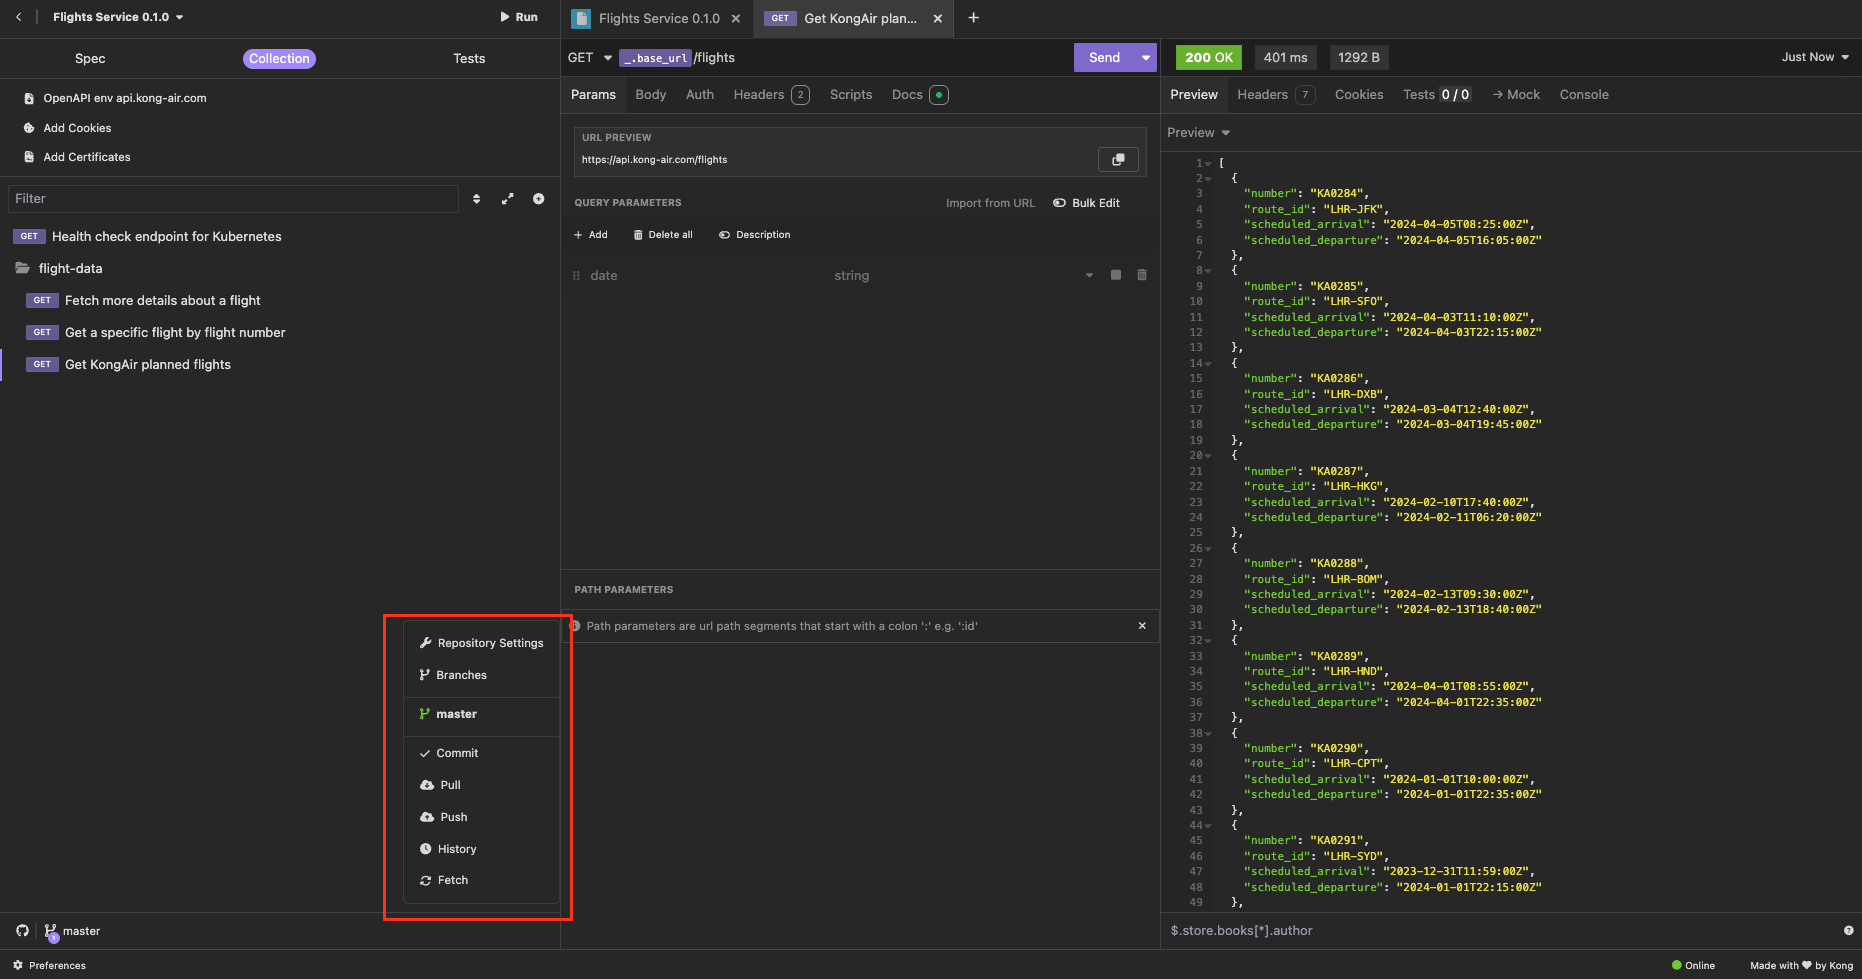 Flights Service 0.1.0
Run
Spec
Collection
Tests
OpenAPI env api.kong-air.com
Add Cookies
Add Certificates
Filter
GET Health check endpoint for Kubernetes
flight-data
GET Fetch more details about a flight
GET Get a specific flight by flight number
GET Get KongAir planned flights
Repository Settings
Branches
master
Commit
Pull
Push
History
Fetch
1
master
Preferences
Flights Service 0.1.0
GET Get KongAir plan...
GET _.base_url/flights
Send
Params Body Auth Headers 2 Scripts Docs
URL PREVIEW
https://api.kong-air.com/flights
QUERY PARAMETERS
Import from URL
Bulk Edit
Add
Delete all
Description
date
string
PATH PARAMETERS
Path parameters are url path segments that start with a colon ':' e.g. ':id'
200 OK
401 ms
1292 B
Just Now
Preview Headers 7 Cookies Tests 0 / 0 → Mock Console
Preview
1 [
2 {
3 "number": "KA0284",
4 "route_id": "LHR-JFK",
5 "scheduled_arrival": "2024-04-05T08:25:00Z",
6 "scheduled_departure": "2024-04-05T16:05:00Z"
7 },
8 {
9 "number": "KA0285",
10 "route_id": "LHR-SFO",
11 "scheduled_arrival": "2024-04-03T11:10:00Z",
12 "scheduled_departure": "2024-04-03T22:15:00Z"
13 },
14 {
15 "number": "KA0286",
16 "route_id": "LHR-DXB",
17 "scheduled_arrival": "2024-03-04T12:40:00Z",
18 "scheduled_departure": "2024-03-04T19:45:00Z"
19 },
20 {
21 "number": "KA0287",
22 "route_id": "LHR-HKG",
23 "scheduled_arrival": "2024-02-10T17:40:00Z",
24 "scheduled_departure": "2024-02-11T06:20:00Z"
25 },
26 {
27 "number": "KA0288",
28 "route_id": "LHR-BOM",
29 "scheduled_arrival": "2024-02-13T09:30:00Z",
30 "scheduled_departure": "2024-02-13T18:40:00Z"
31 },
32 {
33 "number": "KA0289",
34 "route_id": "LHR-HND",
35 "scheduled_arrival": "2024-04-01T08:55:00Z",
36 "scheduled_departure": "2024-04-01T22:35:00Z"
37 },
38 {
39 "number": "KA0290",
40 "route_id": "LHR-CPT",
41 "scheduled_arrival": "2024-01-01T10:00:00Z",
42 "scheduled_departure": "2024-01-01T22:35:00Z"
43 },
44 {
45 "number": "KA0291",
46 "route_id": "LHR-SYD",
47 "scheduled_arrival": "2023-12-31T11:59:00Z",
48 "scheduled_departure": "2024-01-01T22:15:00Z"
49 },
$.store.books[*].author
Online
Made with ♥ by Kong